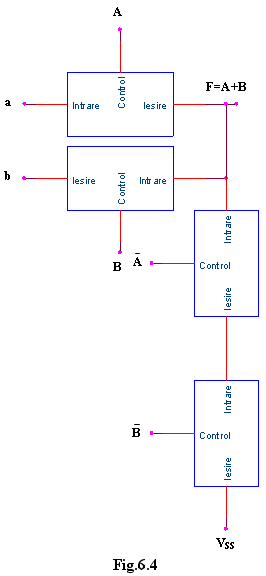 A
a
Intrare
Control
Iesire
F=A+B
b
Iesire
Control
Intrare
B
A̅
Intrare
Control
Iesire
B̅
Intrare
Control
Iesire
VSS
Fig.6.4